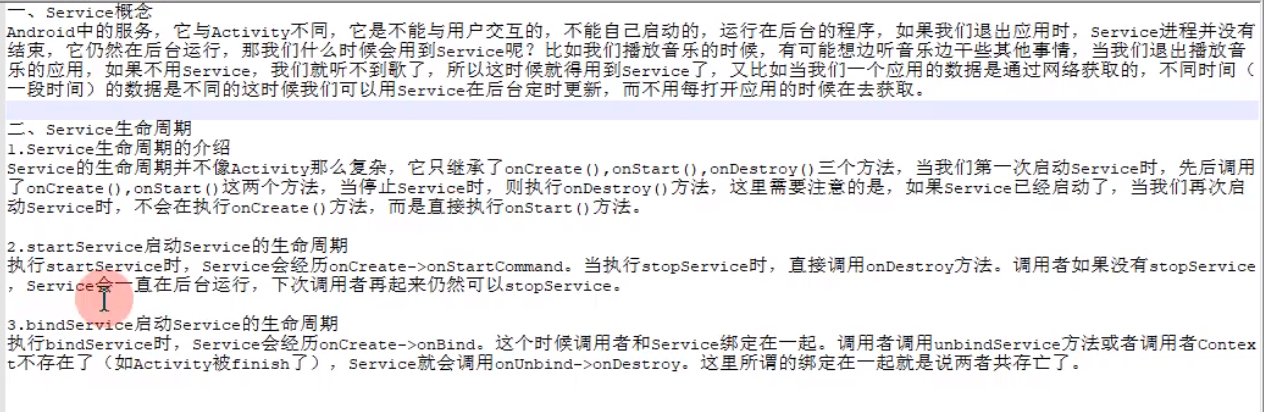 一、Service概念
Android中的服务，它与Activity不同，它是不能与用户交互的，不能自己启动的，运行在后台的程序，如果我们退出应用时，Service进程并没有
结束，它仍然在后台运行，那我们什么时候会用到Service呢？比如我们播放音乐的时候，有可能想边听音乐边干些其他事情，当我们退出播放音
乐的应用，如果不用Service，我们就听不到歌了，所以这时候就得用到Service了，又比如当我们一个应用的数据是通过网络获取的，不同时间（
一段时间）的数据是不同的这时候我们可以用Service在后台定时更新，而不用每打开应用的时候在去获取。
二、Service生命周期
1.Service生命周期的介绍
Service的生命周期并不像Activity那么复杂，它只继承了onCreate(),onStart(),onDestroy()三个方法，当我们第一次启动Service时，先后调用
了onCreate(),onStart()这两个方法，当停止Service时，则执行onDestroy()方法，这里需要注意的是，如果Service已经启动了，当我们再次启
动Service时，不会在执行onCreate()方法，而是直接执行onStart()方法。
2.startService启动Service的生命周期
执行startService时，Service会经历onCreate->onStartCommand。当执行stopService时，直接调用onDestroy方法。调用者如果没有stopService
，Service会一直在后台运行，下次调用者再起来仍然可以stopService。
3.bindService启动Service的生命周期
执行bindService时，Service会经历onCreate->onBind。这个时候调用者和Service绑定在一起。调用者调用unbindService方法或者调用者Contex
t不存在了（如Activity被finish了），Service就会调用onUnbind->onDestroy。这里所谓的绑定在一起就是说两者共存亡了。